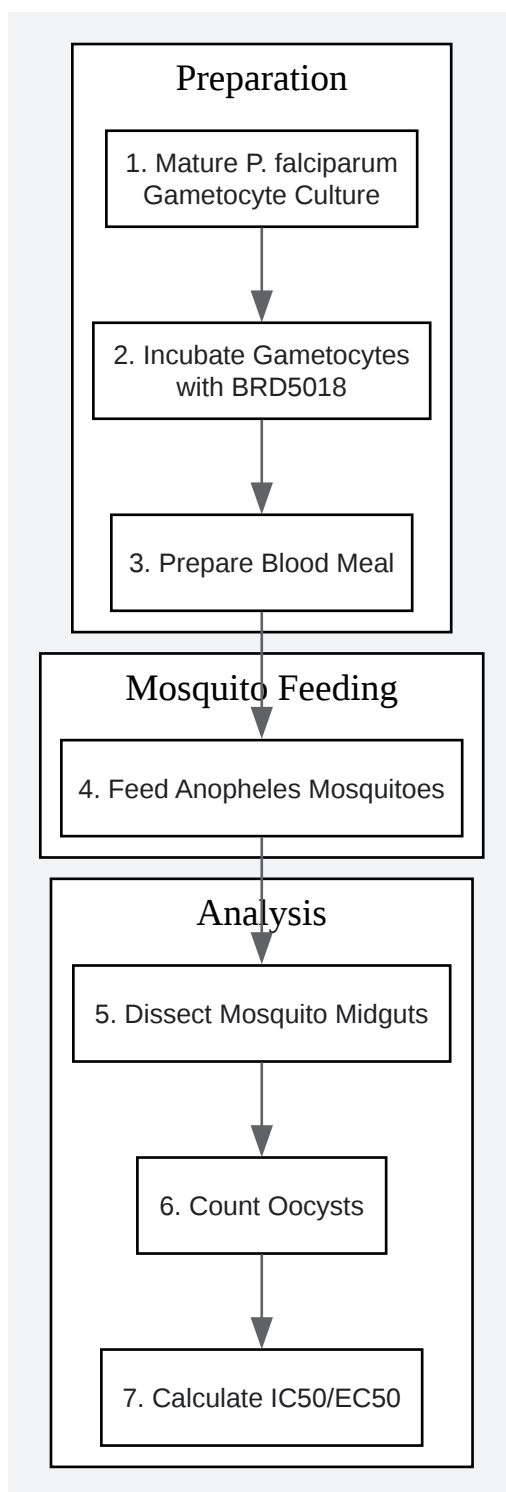 Preparation
1. Mature P. falciparum
Gametocyte Culture
2. Incubate Gametocytes
with BRD5018
3. Prepare Blood Meal
Mosquito Feeding
4. Feed Anopheles Mosquitoes
Analysis
5. Dissect Mosquito Midguts
6. Count Oocysts
7. Calculate IC50/EC50